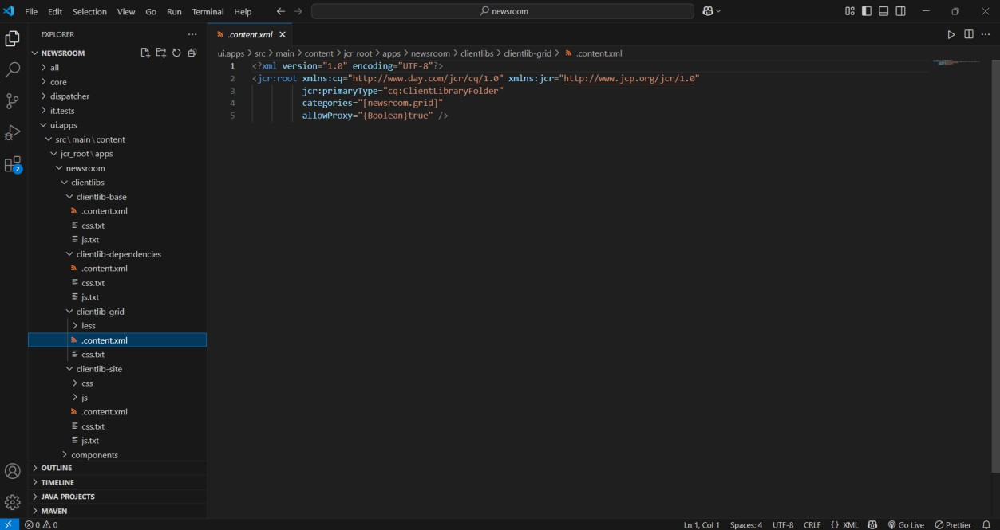 File Edit Selection View Go Run Terminal Help
newsroom
EXPLORER
NEWSROOM
all
core
dispatcher
it.tests
ui.apps
src\main\content
jcr_root\apps
newsroom
clientlibs
clientlib-base
.content.xml
css.txt
js.txt
clientlib-dependencies
.content.xml
css.txt
js.txt
clientlib-grid
less
.content.xml
css.txt
clientlib-site
css
js
.content.xml
css.txt
js.txt
components
OUTLINE
TIMELINE
JAVA PROJECTS
MAVEN
2
.content.xml
ui.apps > src > main > content > jcr_root > apps > newsroom > clientlibs > clientlib-grid > .content.xml
1 <?xml version="1.0" encoding="UTF-8"?>
2 <jcr:root xmlns:cq="http://www.day.com/jcr/cq/1.0" xmlns:jcr="http://www.jcp.org/jcr/1.0"
3 jcr:primaryType="cq:ClientLibraryFolder"
4 categories="[newsroom.grid]"
5 allowProxy="{Boolean}true" />
0 0
Ln 1, Col 1 Spaces: 4 UTF-8 CRLF {} XML Go Live Prettier